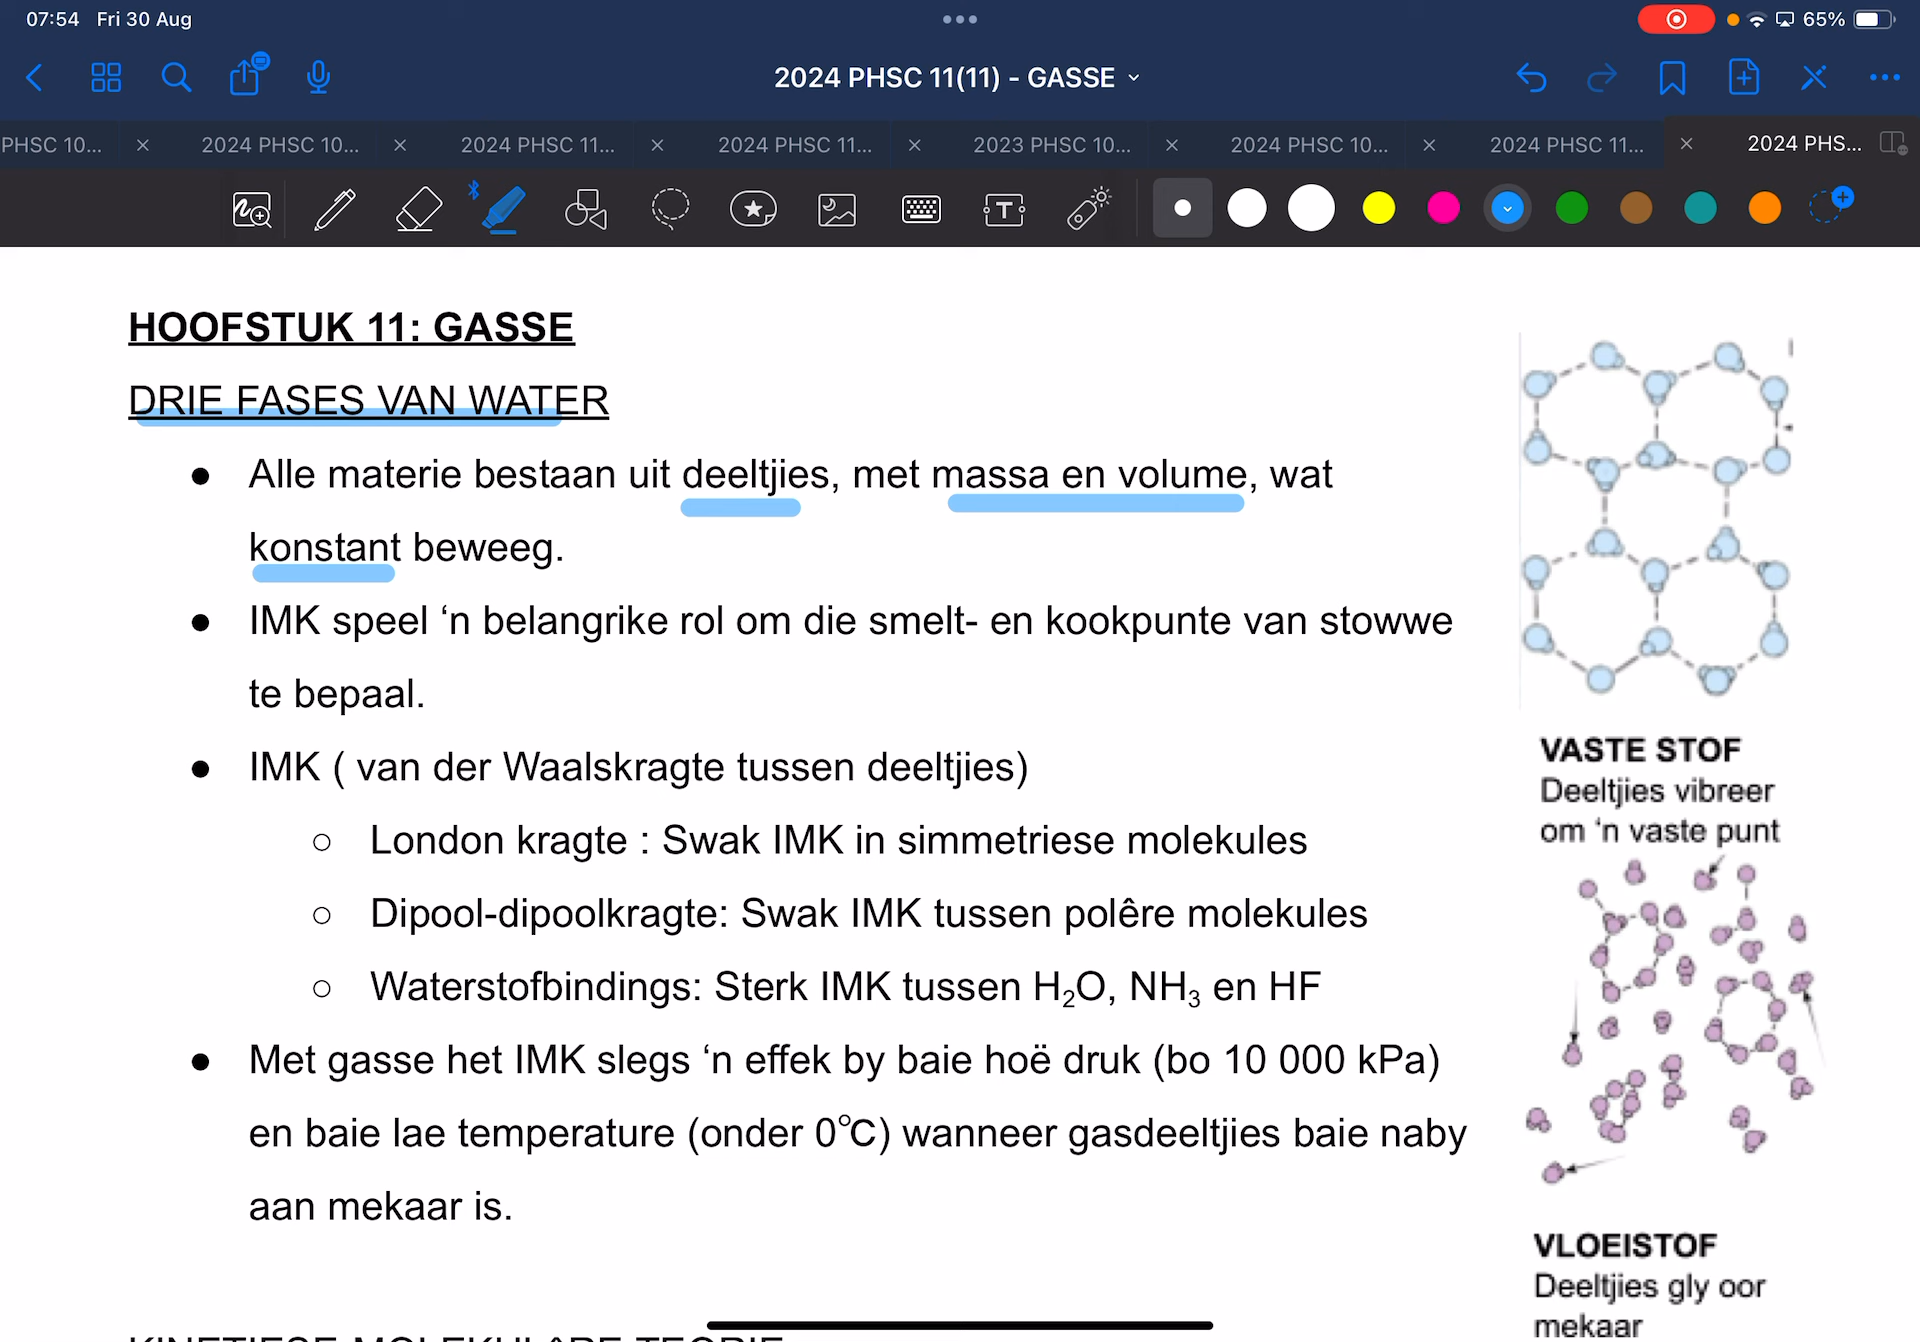 07:54 Fri 30 Aug
65%
2024 PHSC 11(11) - GASSE
PHSC 10...
2024 PHSC 10...
2024 PHSC 11...
2024 PHSC 11...
2023 PHSC 10...
2024 PHSC 10...
2024 PHSC 11...
2024 PHS...
HOOFSTUK 11: GASSE
DRIE FASES VAN WATER
● Alle materie bestaan uit deeltjies, met massa en volume, wat
konstant beweeg.
● IMK speel ‘n belangrike rol om die smelt- en kookpunte van stowwe
te bepaal.
● IMK ( van der Waalskragte tussen deeltjies)
○ London kragte : Swak IMK in simmetriese molekules
○ Dipool-dipoolkragte: Swak IMK tussen polêre molekules
○ Waterstofbindings: Sterk IMK tussen H₂O, NH₃ en HF
● Met gasse het IMK slegs ‘n effek by baie hoë druk (bo 10 000 kPa)
en baie lae temperature (onder 0℃) wanneer gasdeeltjies baie naby
aan mekaar is.
KINETIESE MOLEKULÊRE TEORIE
VASTE STOF
Deeltjies vibreer
om ‘n vaste punt
VLOEISTOF
Deeltjies gly oor
mekaar